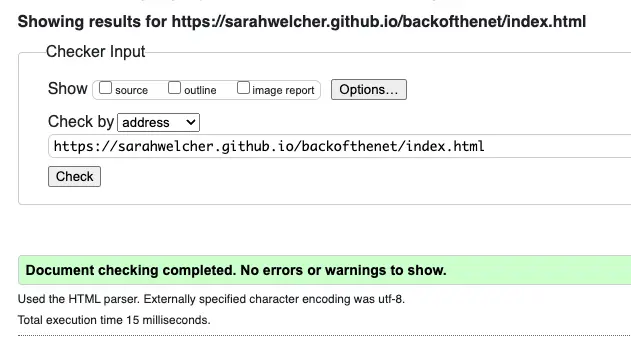 Showing results for https://sarahwelcher.github.io/backofthenet/index.html
Checker Input
Show source outline image report Options...
Check by address
https://sarahwelcher.github.io/backofthenet/index.html
Check
Document checking completed. No errors or warnings to show.
Used the HTML parser. Externally specified character encoding was utf-8.
Total execution time 15 milliseconds.